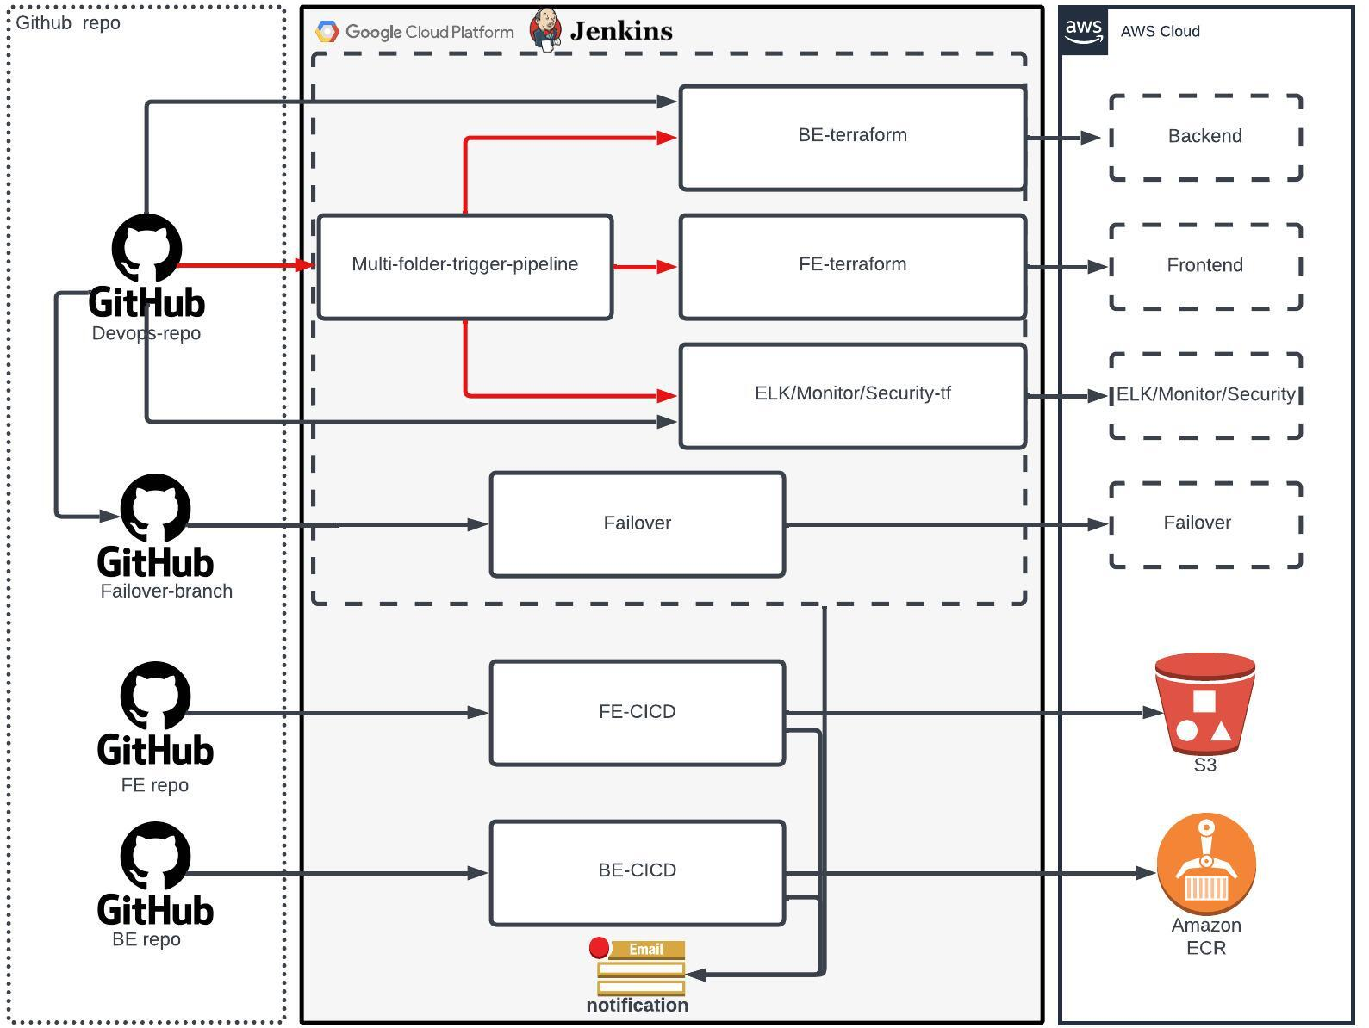 Github repo
Google Cloud Platform
Jenkins
aws
AWS Cloud
BE-terraform
Backend
Multi-folder-trigger-pipeline
FE-terraform
Frontend
GitHub
Devops-repo
ELK/Monitor/Security-tf
ELK/Monitor/Security
Failover
Failover
GitHub
Failover-branch
FE-CICD
GitHub
FE repo
S3
BE-CICD
GitHub
BE repo
Amazon
ECR
Email
notification